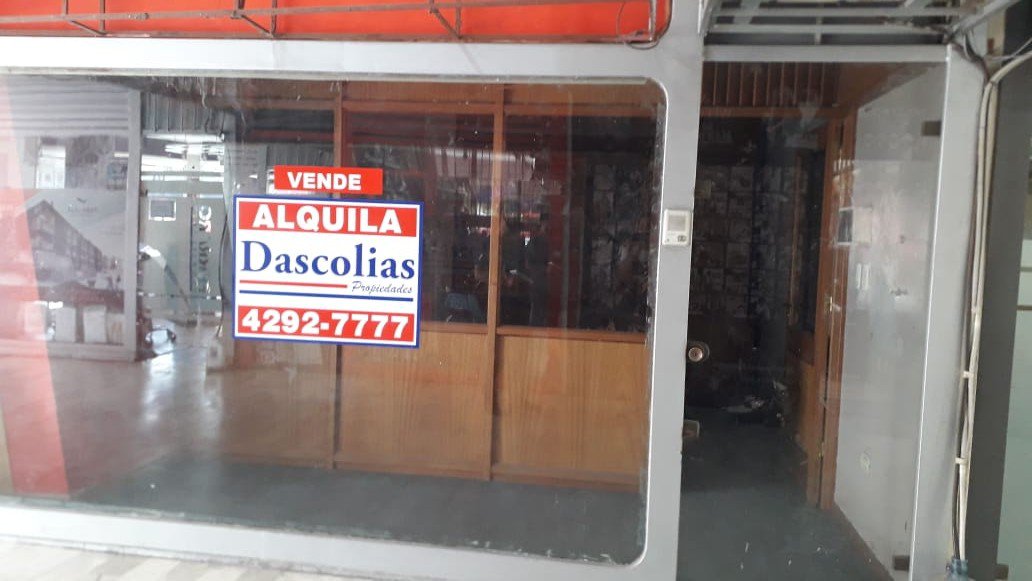 VENDE
ALQUILA
Dascolias
Propiedades
4292-7777